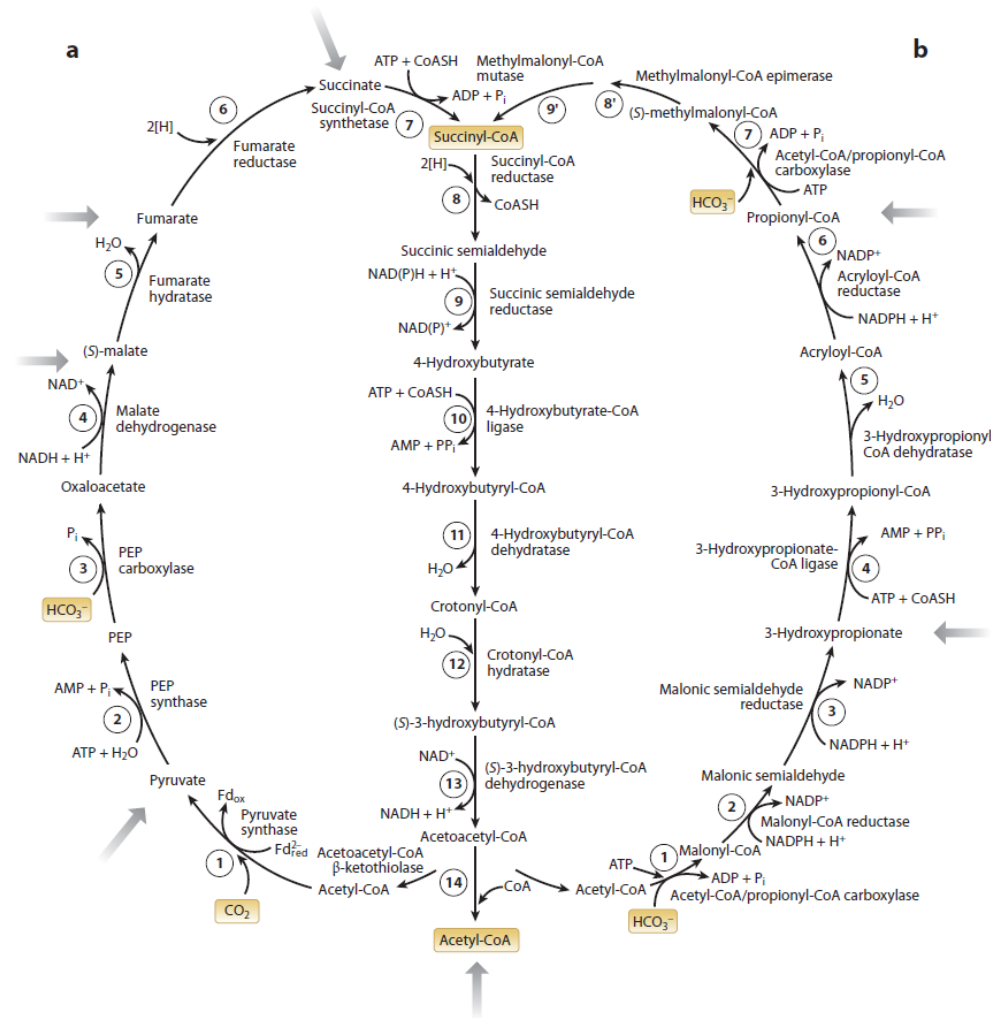 a
b
ATP + CoASH
Methylmalonyl-CoA
mutase
Methylmalonyl-CoA epimerase
Succinate
ADP + Pi
9'
8'
(S)-methylmalonyl-CoA
6
Succinyl-CoA
synthetase
7
Succinyl-CoA
7
ADP + Pi
Acetyl-CoA/propionyl-CoA
carboxylase
ATP
2[H]
Fumarate
reductase
2[H]
Succinyl-CoA
reductase
8
CoASH
HCO3−
Propionyl-CoA
Fumarate
H2O
5
Fumarate
hydratase
Succinic semialdehyde
6
NADP+
Acryloyl-CoA
reductase
NADPH + H+
NAD(P)H + H+
9
Succinic semialdehyde
reductase
NAD(P)+
(S)-malate
4-Hydroxybutyrate
Acryloyl-CoA
NAD+
4
Malate
dehydrogenase
NADH + H+
ATP + CoASH
10
4-Hydroxybutyrate-CoA
ligase
AMP + PPi
5
H2O
3-Hydroxypropionyl
CoA dehydratase
Oxaloacetate
4-Hydroxybutyryl-CoA
3-Hydroxypropionyl-CoA
Pi
3
PEP
carboxylase
HCO3−
11
4-Hydroxybutyryl-CoA
dehydratase
H2O
AMP + PPi
3-Hydroxypropionate-
CoA ligase
4
ATP + CoASH
PEP
Crotonyl-CoA
3-Hydroxypropionate
H2O
12
Crotonyl-CoA
hydratase
AMP + Pi
PEP
synthase
2
ATP + H2O
Malonic semialdehyde
reductase
NADP+
3
NADPH + H+
(S)-3-hydroxybutyryl-CoA
Pyruvate
NAD+
13
(S)-3-hydroxybutyryl-CoA
dehydrogenase
NADH + H+
Malonic semialdehyde
2
NADP+
Malonyl-CoA reductase
NADPH + H+
Fdox
Pyruvate
synthase
Fd2−red
1
Acetoacetyl-CoA
Acetoacetyl-CoA
β-ketothiolase
Acetyl-CoA
14
CoA
Acetyl-CoA
ATP
1
Malonyl-CoA
ADP + Pi
Acetyl-CoA/propionyl-CoA carboxylase
CO2
HCO3−
Acetyl-CoA